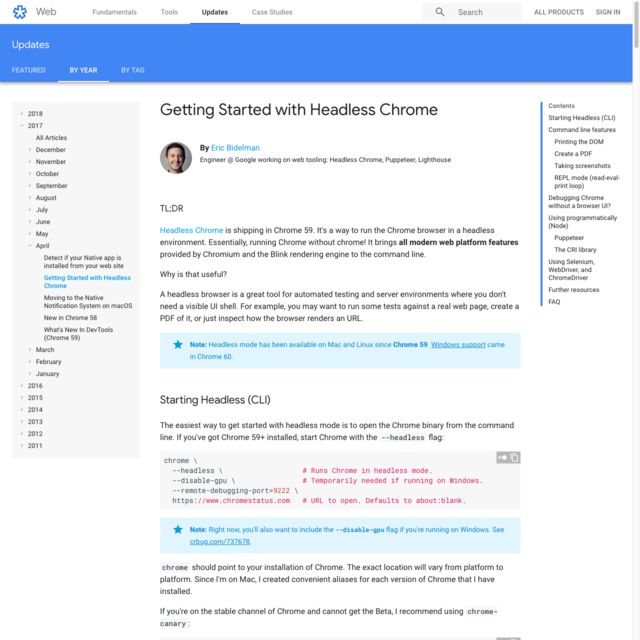 Web
Fundamentals
Tools
Updates
Case Studies
Search
ALL PRODUCTS
SIGN IN
Updates
FEATURED
BY YEAR
BY TAG
2018
2017
All Articles
December
November
October
September
August
July
June
May
April
Detect if your Native app is
installed from your web site
Getting Started with Headless
Chrome
Moving to the Native
Notification System on macOS
New in Chrome 58
What's New In DevTools
(Chrome 59)
March
February
January
2016
2015
2014
2013
2012
2011
Getting Started with Headless Chrome
By Eric Bidelman
Engineer @ Google working on web tooling: Headless Chrome, Puppeteer, Lighthouse
TL;DR
Headless Chrome is shipping in Chrome 59. It's a way to run the Chrome browser in a headless
environment. Essentially, running Chrome without chrome! It brings all modern web platform features
provided by Chromium and the Blink rendering engine to the command line.
Why is that useful?
A headless browser is a great tool for automated testing and server environments where you don't
need a visible UI shell. For example, you may want to run some tests against a real web page, create a
PDF of it, or just inspect how the browser renders an URL.
Note: Headless mode has been available on Mac and Linux since Chrome 59. Windows support came
in Chrome 60.
Starting Headless (CLI)
The easiest way to get started with headless mode is to open the Chrome binary from the command
line. If you've got Chrome 59+ installed, start Chrome with the --headless flag:
chrome \
--headless \ # Runs Chrome in headless mode.
--disable-gpu \ # Temporarily needed if running on Windows.
--remote-debugging-port=9222 \
https://www.chromestatus.com # URL to open. Defaults to about:blank.
Note: Right now, you'll also want to include the --disable-gpu flag if you're running on Windows. See
crbug.com/737678.
chrome should point to your installation of Chrome. The exact location will vary from platform to
platform. Since I'm on Mac, I created convenient aliases for each version of Chrome that I have
installed.
If you're on the stable channel of Chrome and cannot get the Beta, I recommend using chrome-
canary :
Contents
Starting Headless (CLI)
Command line features
Printing the DOM
Create a PDF
Taking screenshots
REPL mode (read-eval-
print loop)
Debugging Chrome
without a browser UI?
Using programmatically
(Node)
Puppeteer
The CRI library
Using Selenium,
WebDriver, and
ChromeDriver
Further resources
FAQ